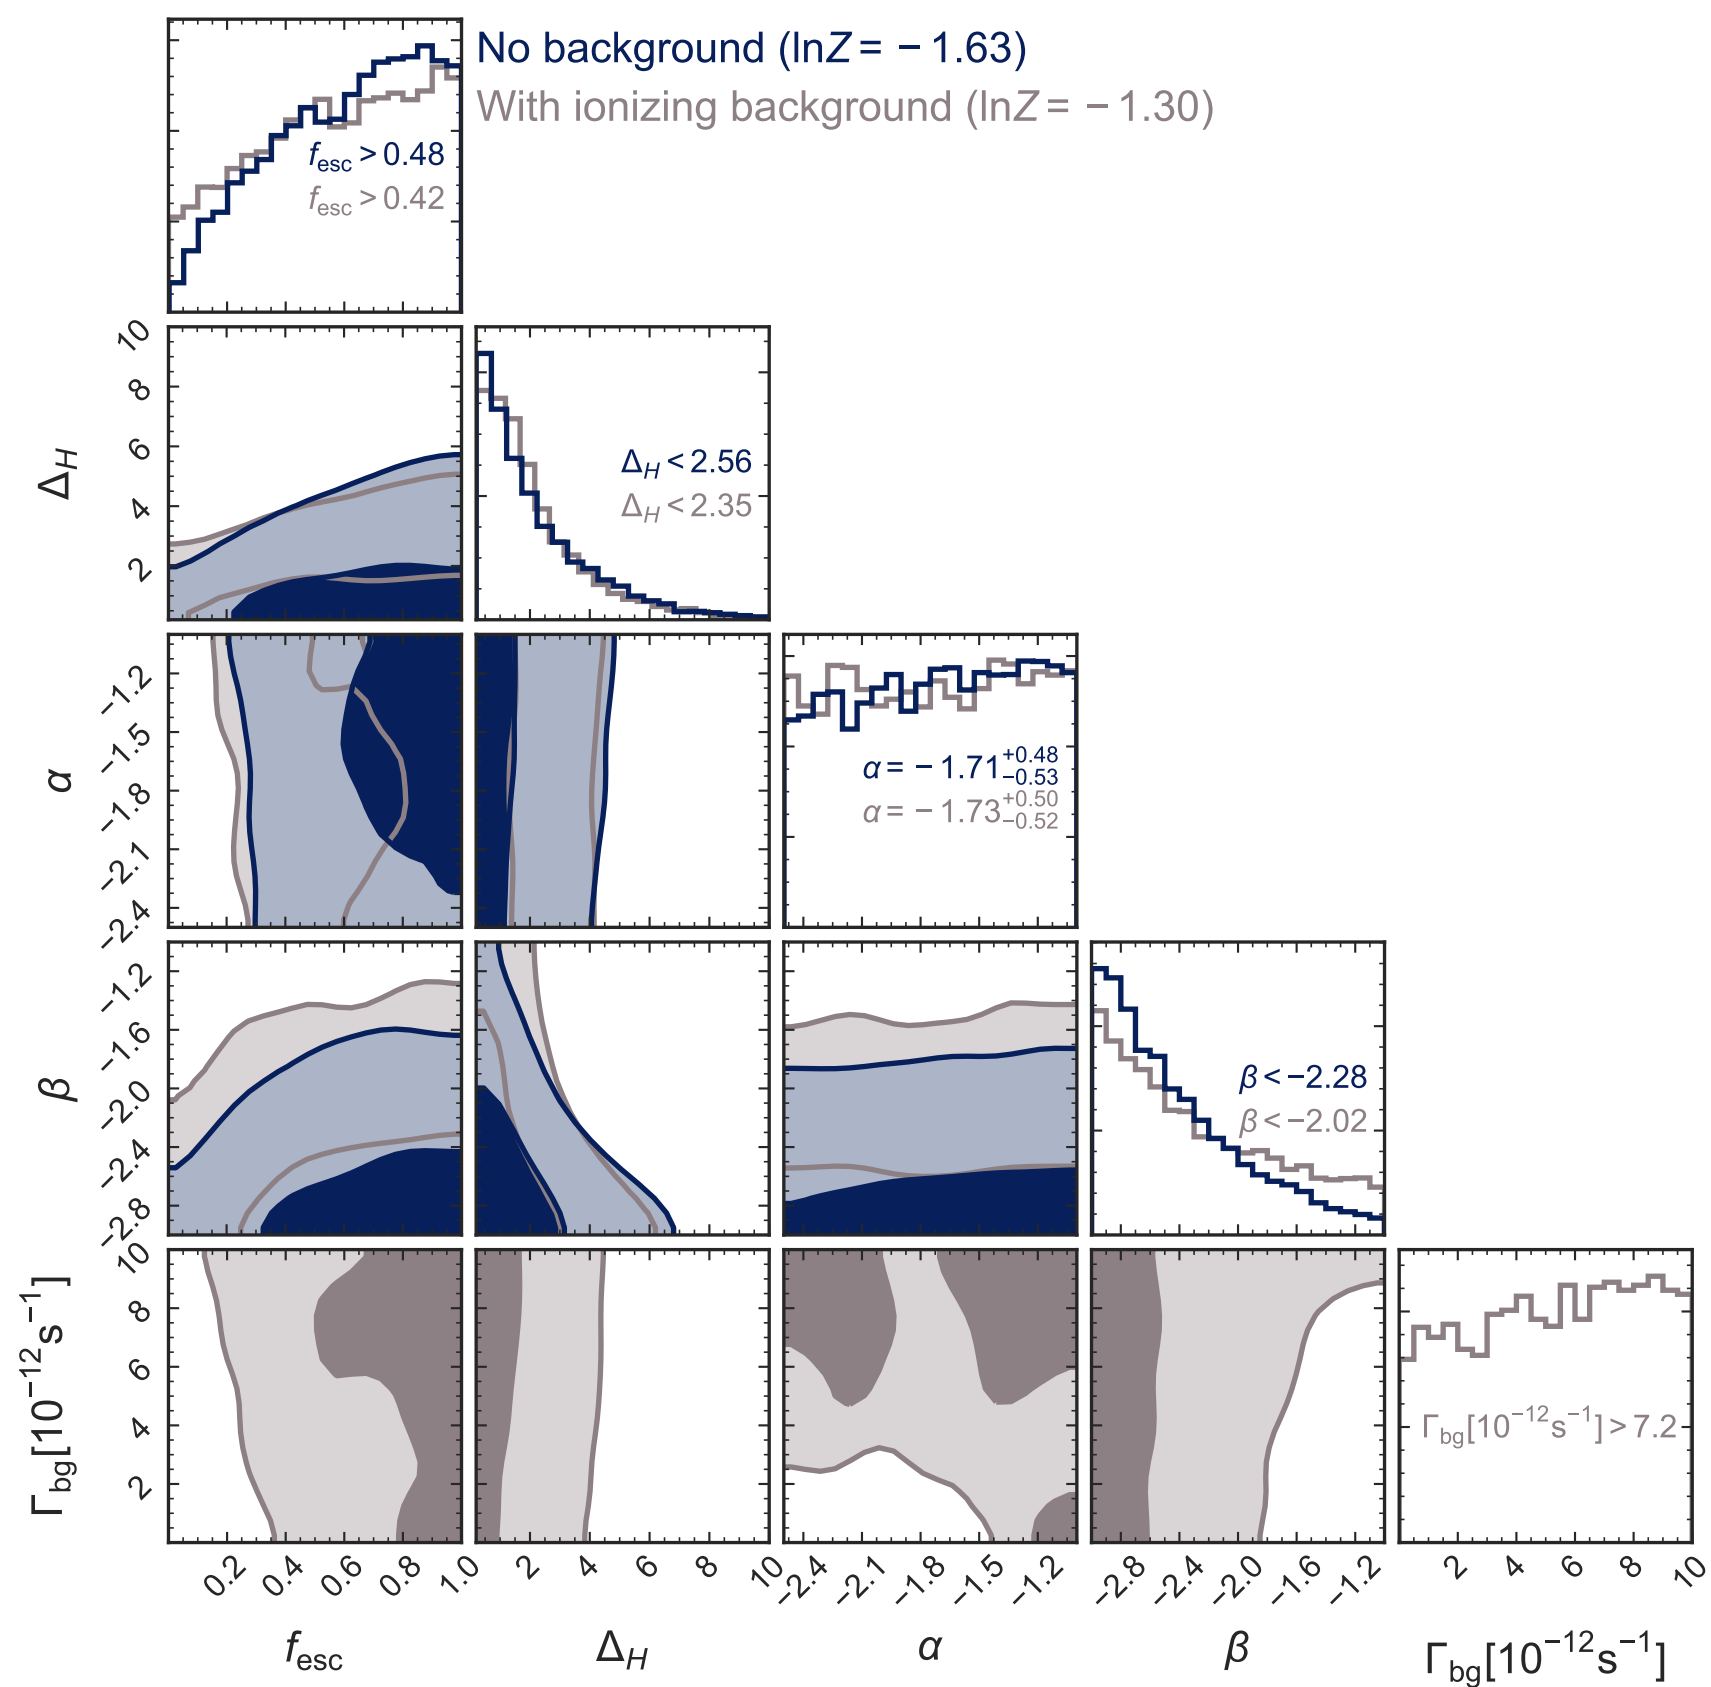 No background (lnZ = −1.63)
With ionizing background (lnZ = −1.30)
f_esc > 0.48
f_esc > 0.42
10
8
6
4
2
Δ_H
Δ_H < 2.56
Δ_H < 2.35
−1.2
−1.5
−1.8
−2.1
−2.4
α
α = −1.71 +0.48 −0.53
α = −1.73 +0.50 −0.52
−1.2
−1.6
−2.0
−2.4
−2.8
β
β < −2.28
β < −2.02
10
8
6
4
2
Γ_bg[10⁻¹²s⁻¹]
Γ_bg[10⁻¹²s⁻¹] > 7.2
0.2 0.4 0.6 0.8 1.0 2 4 6 8 10 −2.4 −2.1 −1.8 −1.5 −1.2 −2.8 −2.4 −2.0 −1.6 −1.2 2 4 6 8 10
f_esc Δ_H α β Γ_bg[10⁻¹²s⁻¹]